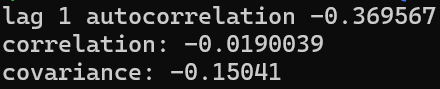 lag 1 autocorrelation -0.369567
correlation: -0.0190039
covariance: -0.15041